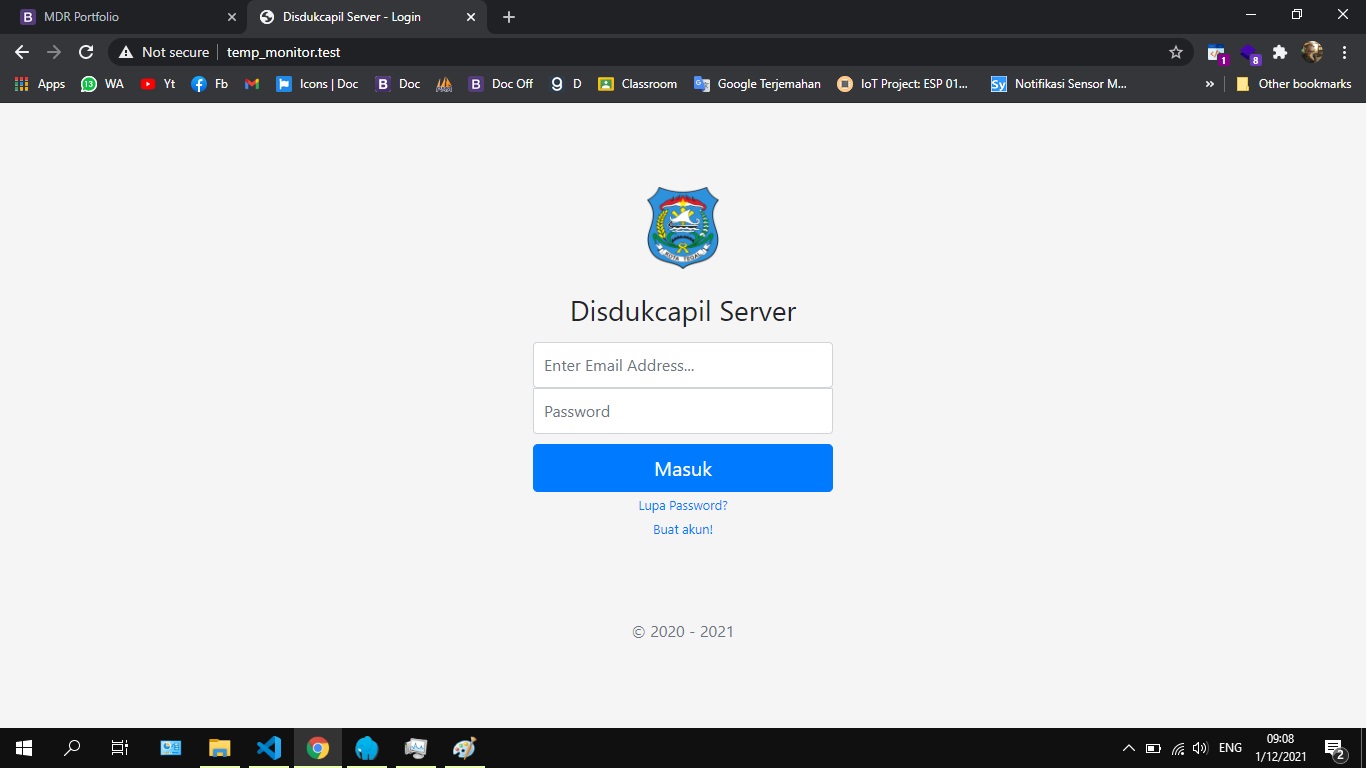 MDR Portfolio
Disdukcapil Server - Login
Not secure
temp_monitor.test
1
8
Apps
13
WA
Yt
Fb
Icons | Doc
Doc
Doc Off
D
Classroom
Google Terjemahan
IoT Project: ESP 01...
Sy
Notifikasi Sensor M...
»
Other bookmarks
KOTA TEGAL
Disdukcapil Server
Enter Email Address...
Password
Masuk
Lupa Password?
Buat akun!
© 2020 - 2021
ENG
09:08
1/12/2021
2